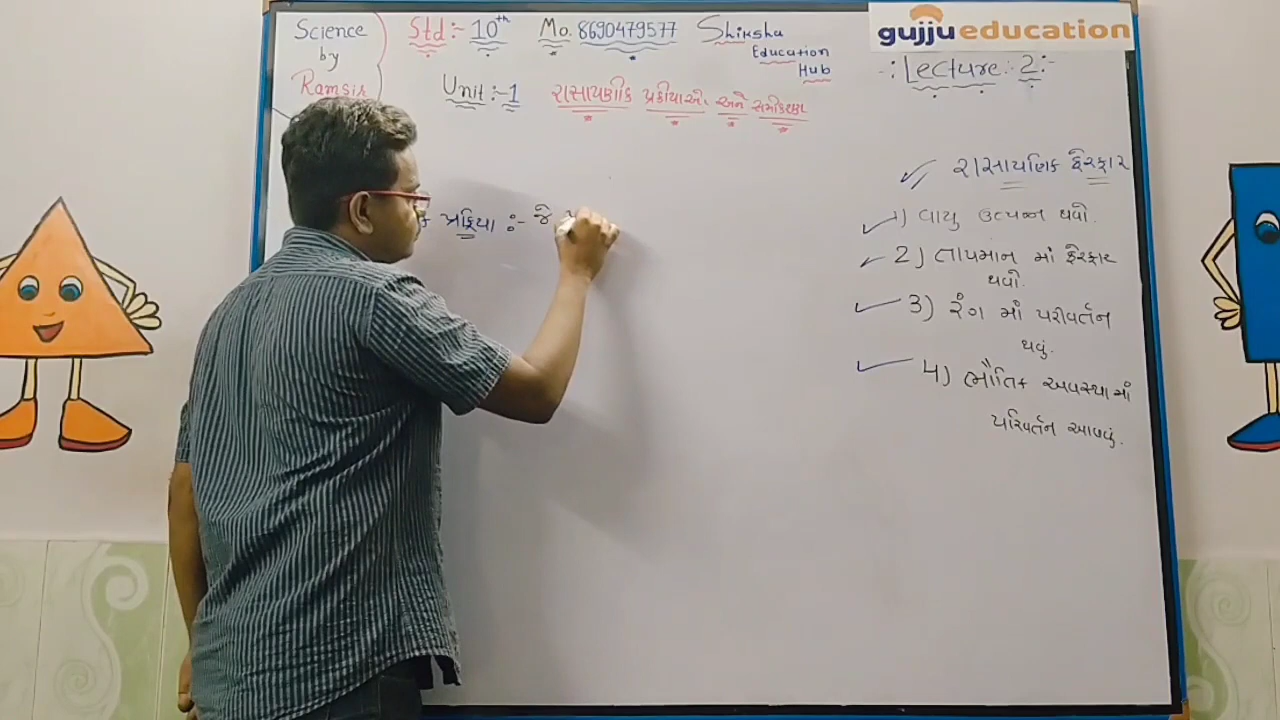 Science
by
Ramsir
Std:- 10th Mo. 8690479577 Shiksha
Education
Hub
gujjueducation
-:Lecture:-2:-
Unit:-1 રાસાયણીક પ્રકીયાઓ અને સમીકરણ
રાસાયણિક ફેરફાર
ક પ્રક્રિયા :- જે
1) વાયુ ઉત્પન્ન થવો.
2) તાપમાન માં ફેરફાર
થવો.
3) રંગ માં પરીવર્તન
થવું.
4) ભૌતિક અવસ્થામાં
પરિવર્તન આવવું.